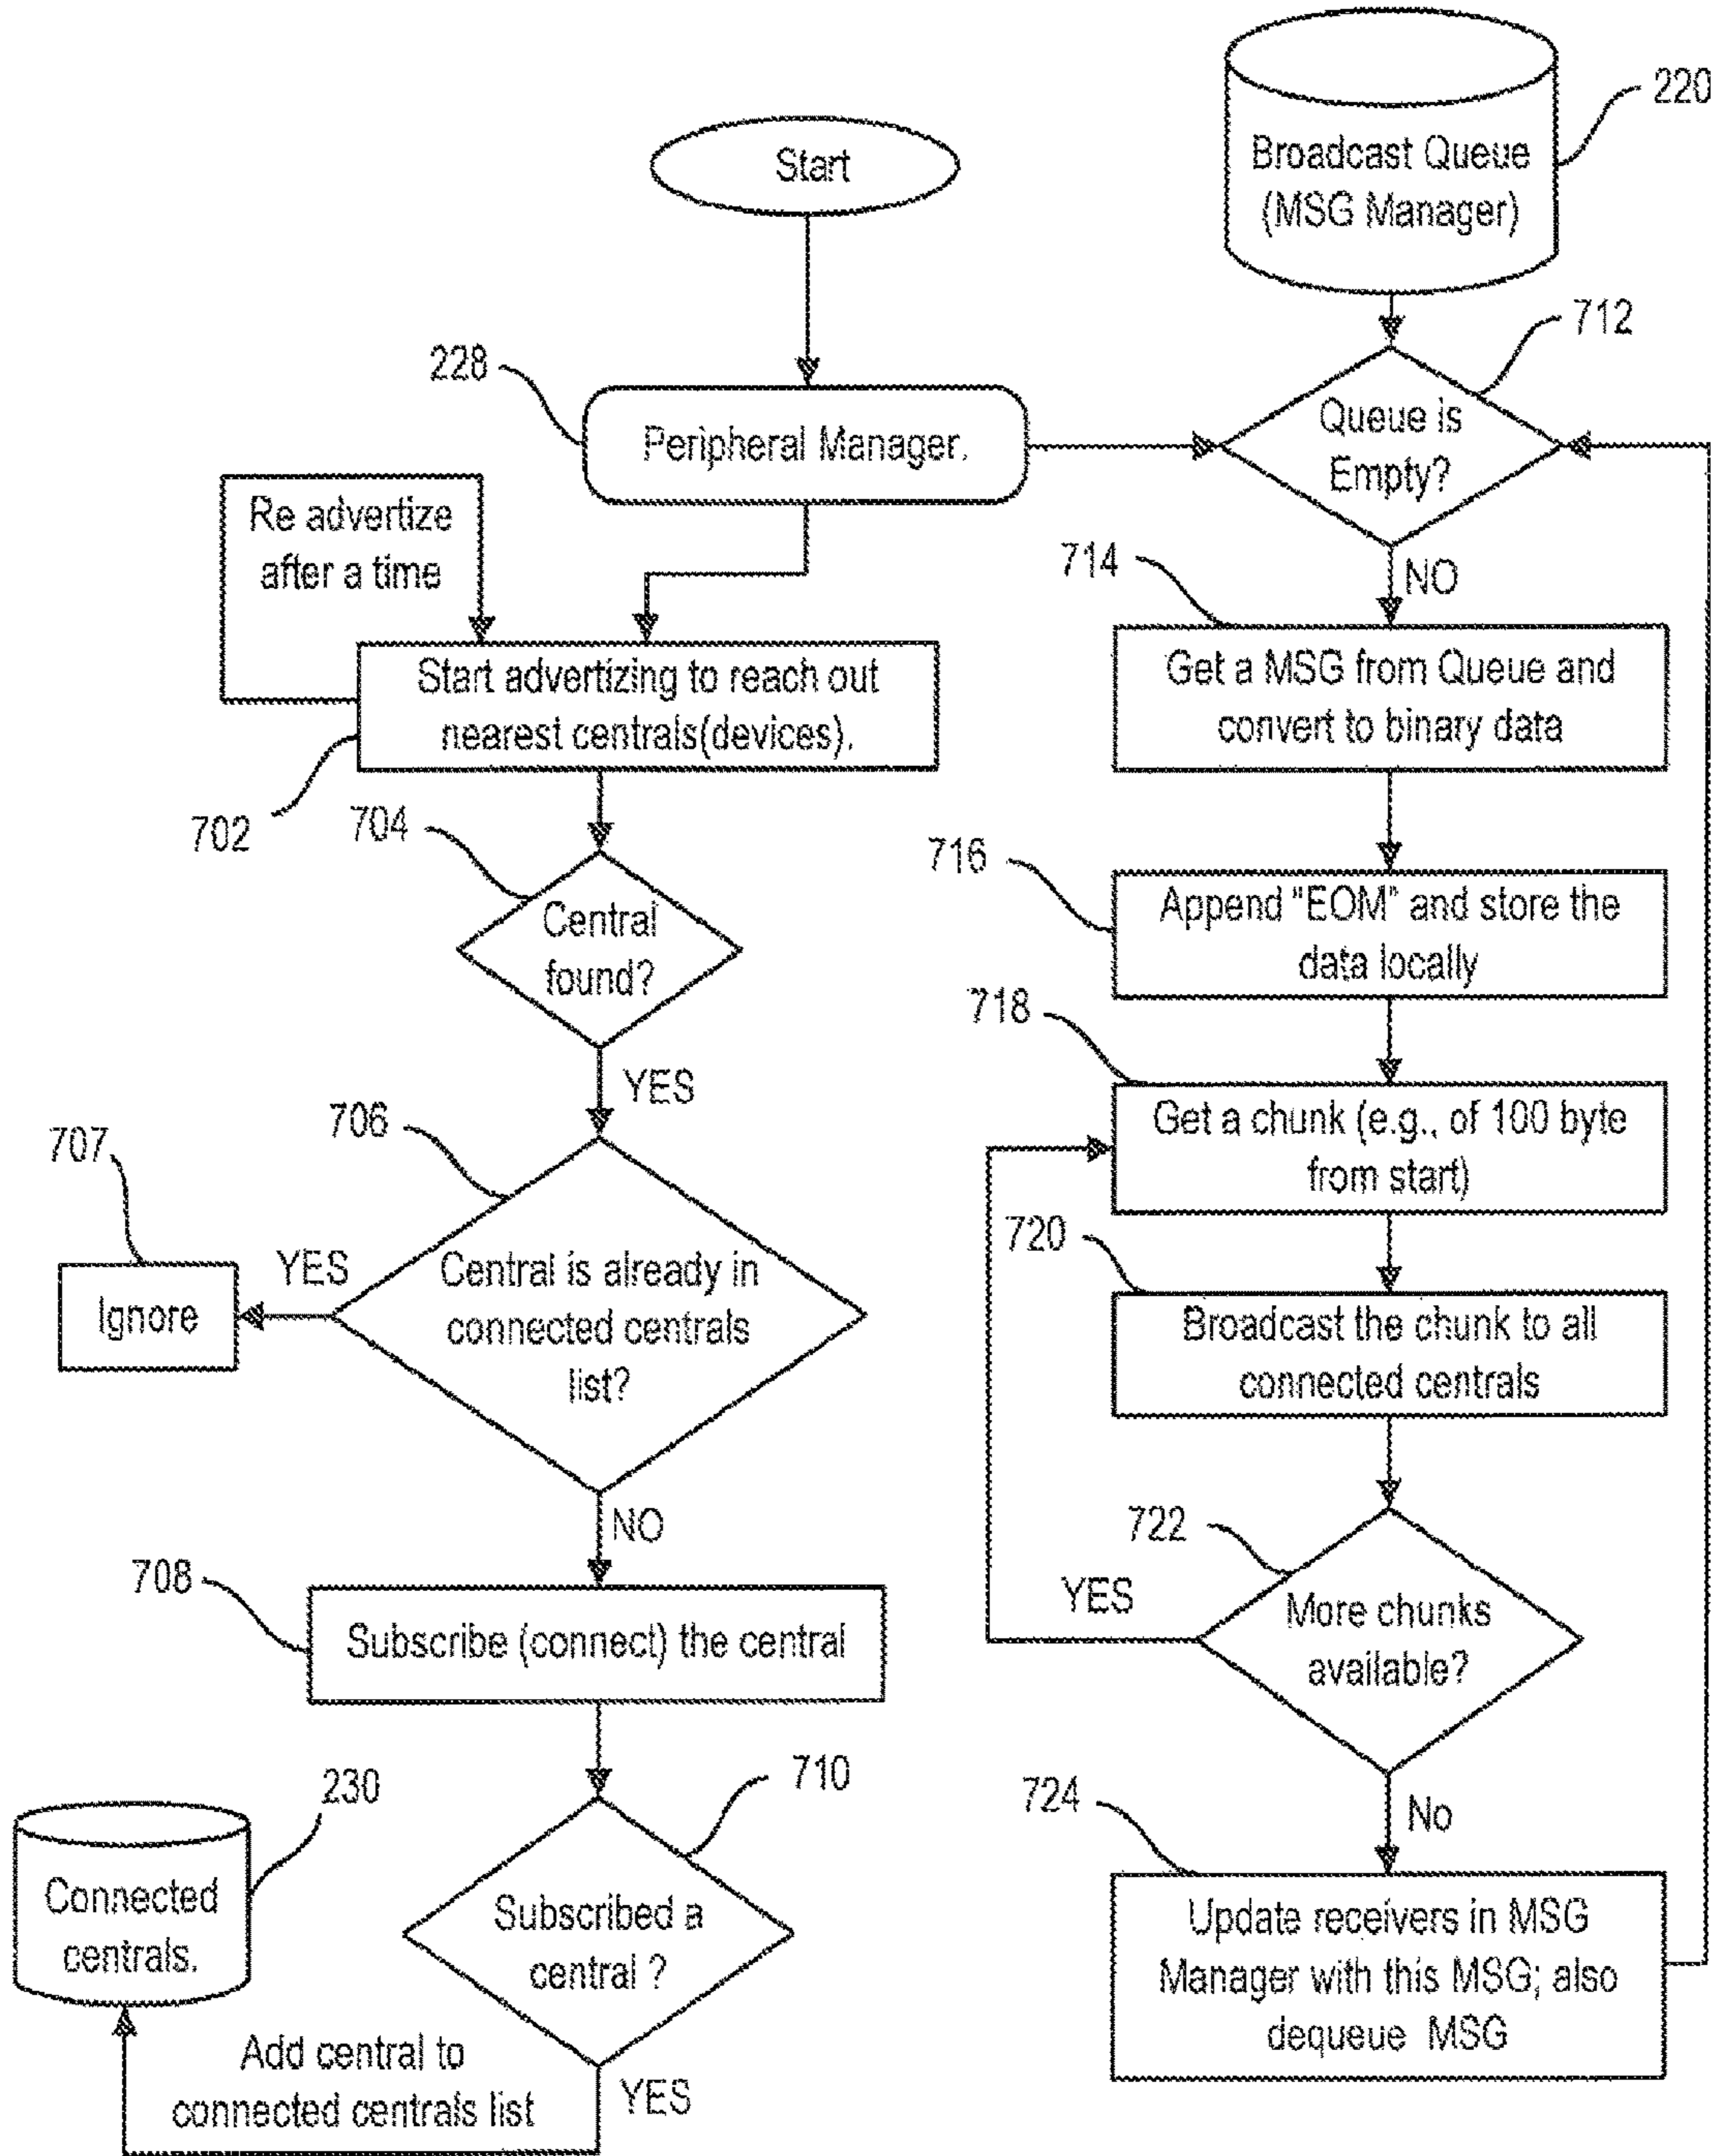 Start
Broadcast Queue
(MSG Manager)
220
228
Peripheral Manager.
712
Queue is
Empty?
NO
Re advertize
after a time
Start advertizing to reach out
nearest centrals(devices).
702
704
Central
found?
YES
706
Central is already in
connected centrals
list?
YES
707
Ignore
NO
708
Subscribe (connect) the central
710
Subscribed a
central ?
YES
Add central to
connected centrals list
230
Connected
centrals.
714
Get a MSG from Queue and
convert to binary data
716
Append “EOM” and store the
data locally
718
Get a chunk (e.g., of 100 byte
from start)
720
Broadcast the chunk to all
connected centrals
722
More chunks
available?
YES
No
724
Update receivers in MSG
Manager with this MSG; also
dequeue MSG